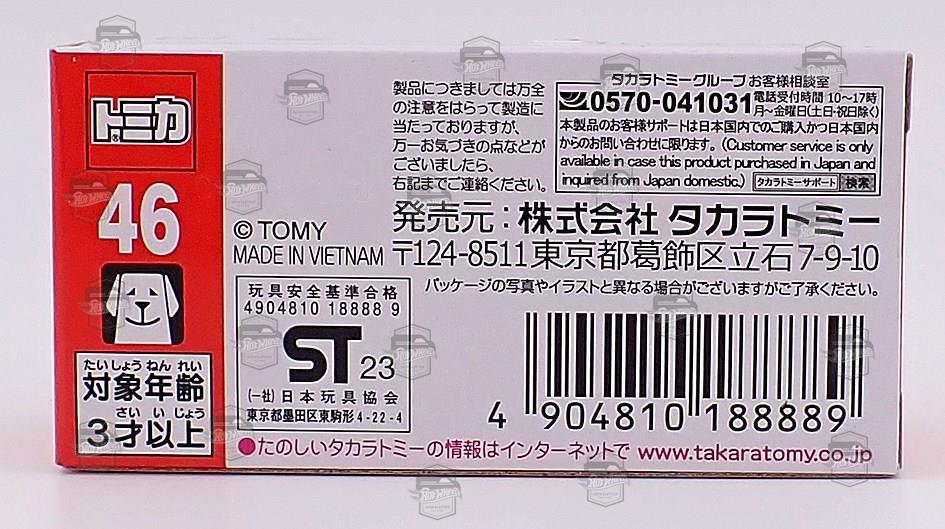 トミカ
46
たいしょうねんれい
対象年齢
さいいじょう
3才以上
© TOMY
MADE IN VIETNAM
製品につきましては万全
の注意をはらって製造に
当たっておりますが、
万一お気づきの点などが
ございましたら、
右記までご連絡ください。
タカラトミーグループお客様相談室
0570-041031 電話受付時間 10〜17時
月〜金曜日(土・日・祝日除く)
本製品のお客様サポートは日本国内でのご購入かつ日本国内
からのお問い合わせに限ります。(Customer service is only
available in case this product purchased in Japan and
inquired from Japan domestic.) タカラトミーサポート 検索
発売元:株式会社 タカラトミー
〒124-8511 東京都葛飾区立石7-9-10
パッケージの写真やイラストと異なる場合がございますがご了承ください。
玩具安全基準合格
4904810 18888 9
ST 23
(一社)日本玩具協会
東京都墨田区東駒形4-22-4
4 904810 188889
●たのしいタカラトミーの情報はインターネットで www.takaratomy.co.jp